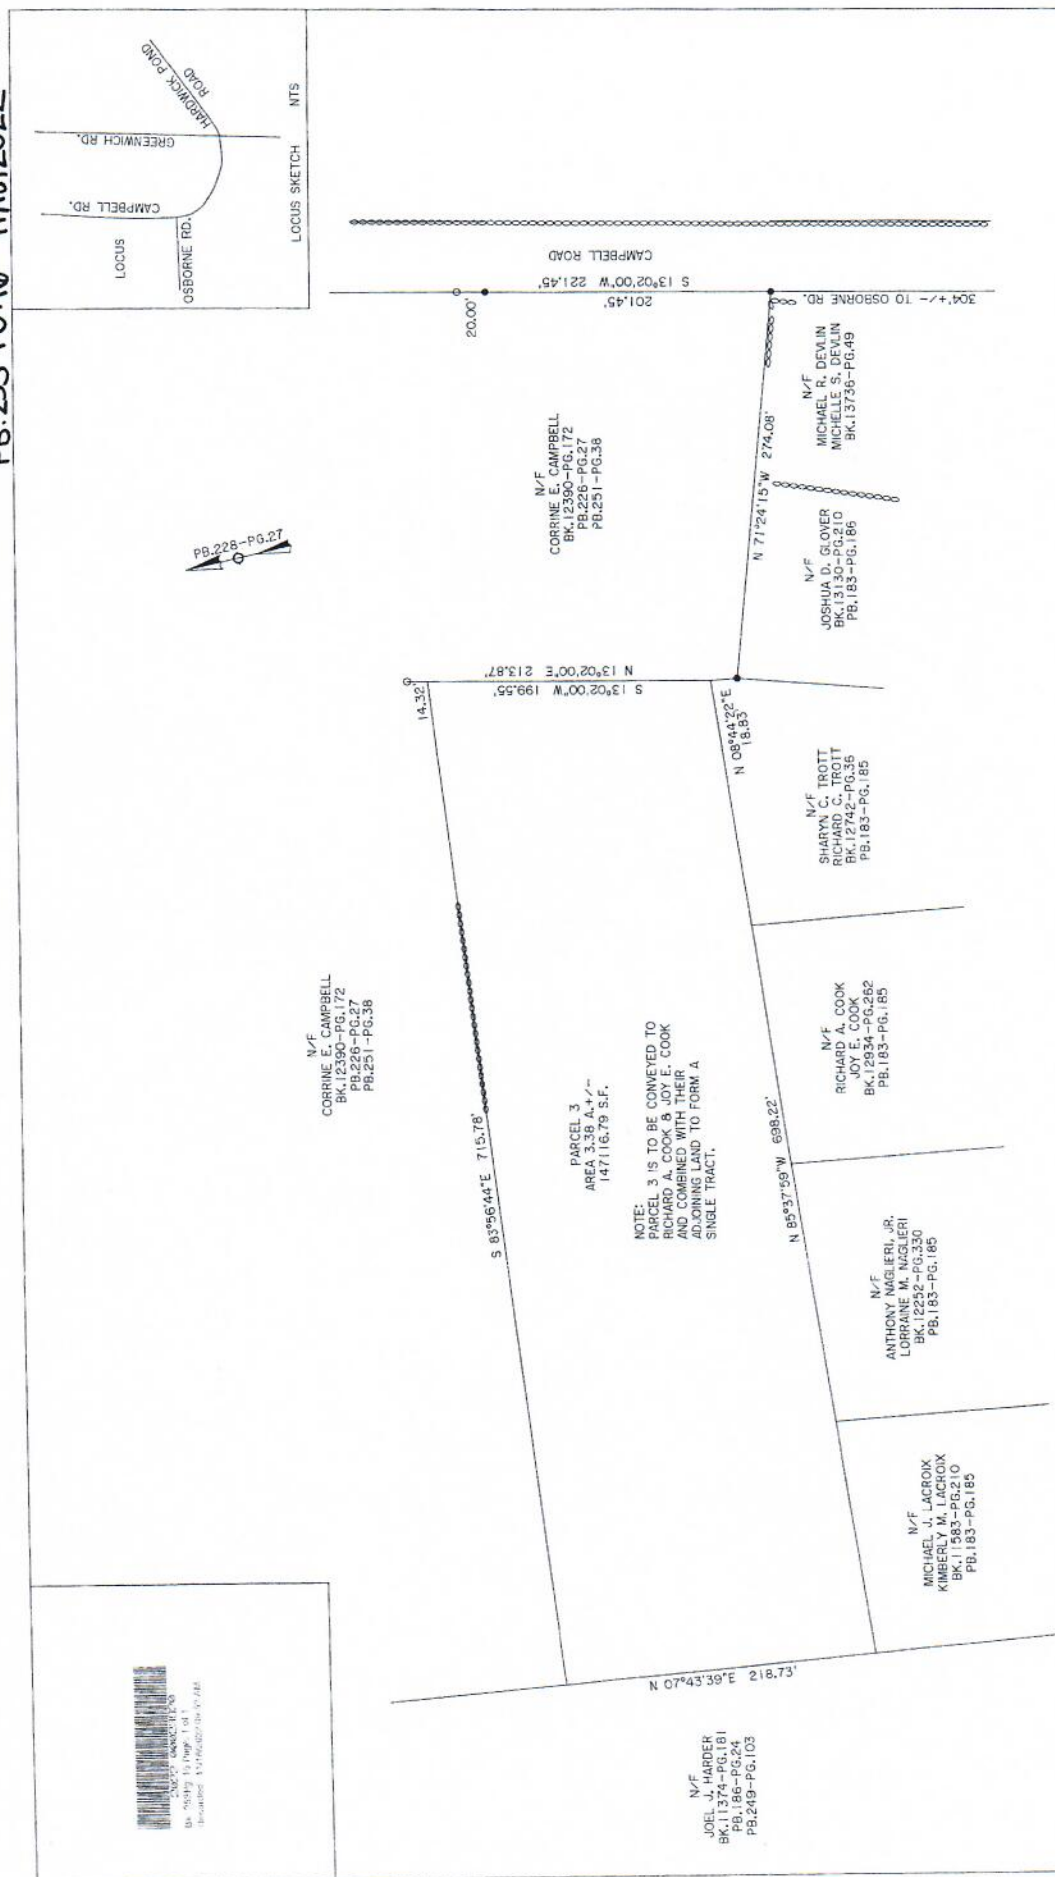 LOCUS
CAMPBELL RD.
GREENWICH RD.
HARDWICK POND
ROAD
OSBORNE RD.
LOCUS SKETCH NTS
PB.228-PG.27
CAMPBELL ROAD
S 13°02'00"W 221.45'
201.45'
20.00'
304'+/- TO OSBORNE RD.
N/F
CORRINE E. CAMPBELL
BK.12390-PG.172
PB.226-PG.27
PB.251-PG.38
N/F
CORRINE E. CAMPBELL
BK.12390-PG.172
PB.226-PG.27
PB.251-PG.38
N 13°02'00"E 213.87'
S 13°02'00"W 199.55'
14.32'
N 71°24'15"W 274.08'
N 08°44'22"E
18.83'
S 83°56'44"E 715.78'
PARCEL 3
AREA 3.38 A.+/-
147116.79 S.F.
NOTE:
PARCEL 3 IS TO BE CONVEYED TO
RICHARD A. COOK & JOY E. COOK
AND COMBINED WITH THEIR
ADJOINING LAND TO FORM A
SINGLE TRACT.
N 85°37'59"W 698.22'
N 07°43'39"E 218.73'
N/F
JOEL J. HARDER
BK.11374-PG.181
PB.186-PG.24
PB.249-PG.103
N/F
MICHAEL J. LACROIX
KIMBERLY M. LACROIX
BK.11583-PG.210
PB.183-PG.185
N/F
ANTHONY NAGLIERI, JR.
LORRAINE M. NAGLIERI
BK.12252-PG.330
PB.183-PG.185
N/F
RICHARD A. COOK
JOY E. COOK
BK.12934-PG.262
PB.183-PG.185
N/F
SHARYN C. TROTT
RICHARD C. TROTT
BK.12742-PG.36
PB.183-PG.185
N/F
JOSHUA D. GLOVER
BK.13130-PG.210
PB.183-PG.186
N/F
MICHAEL R. DEVLIN
MICHELLE S. DEVLIN
BK.13736-PG.49